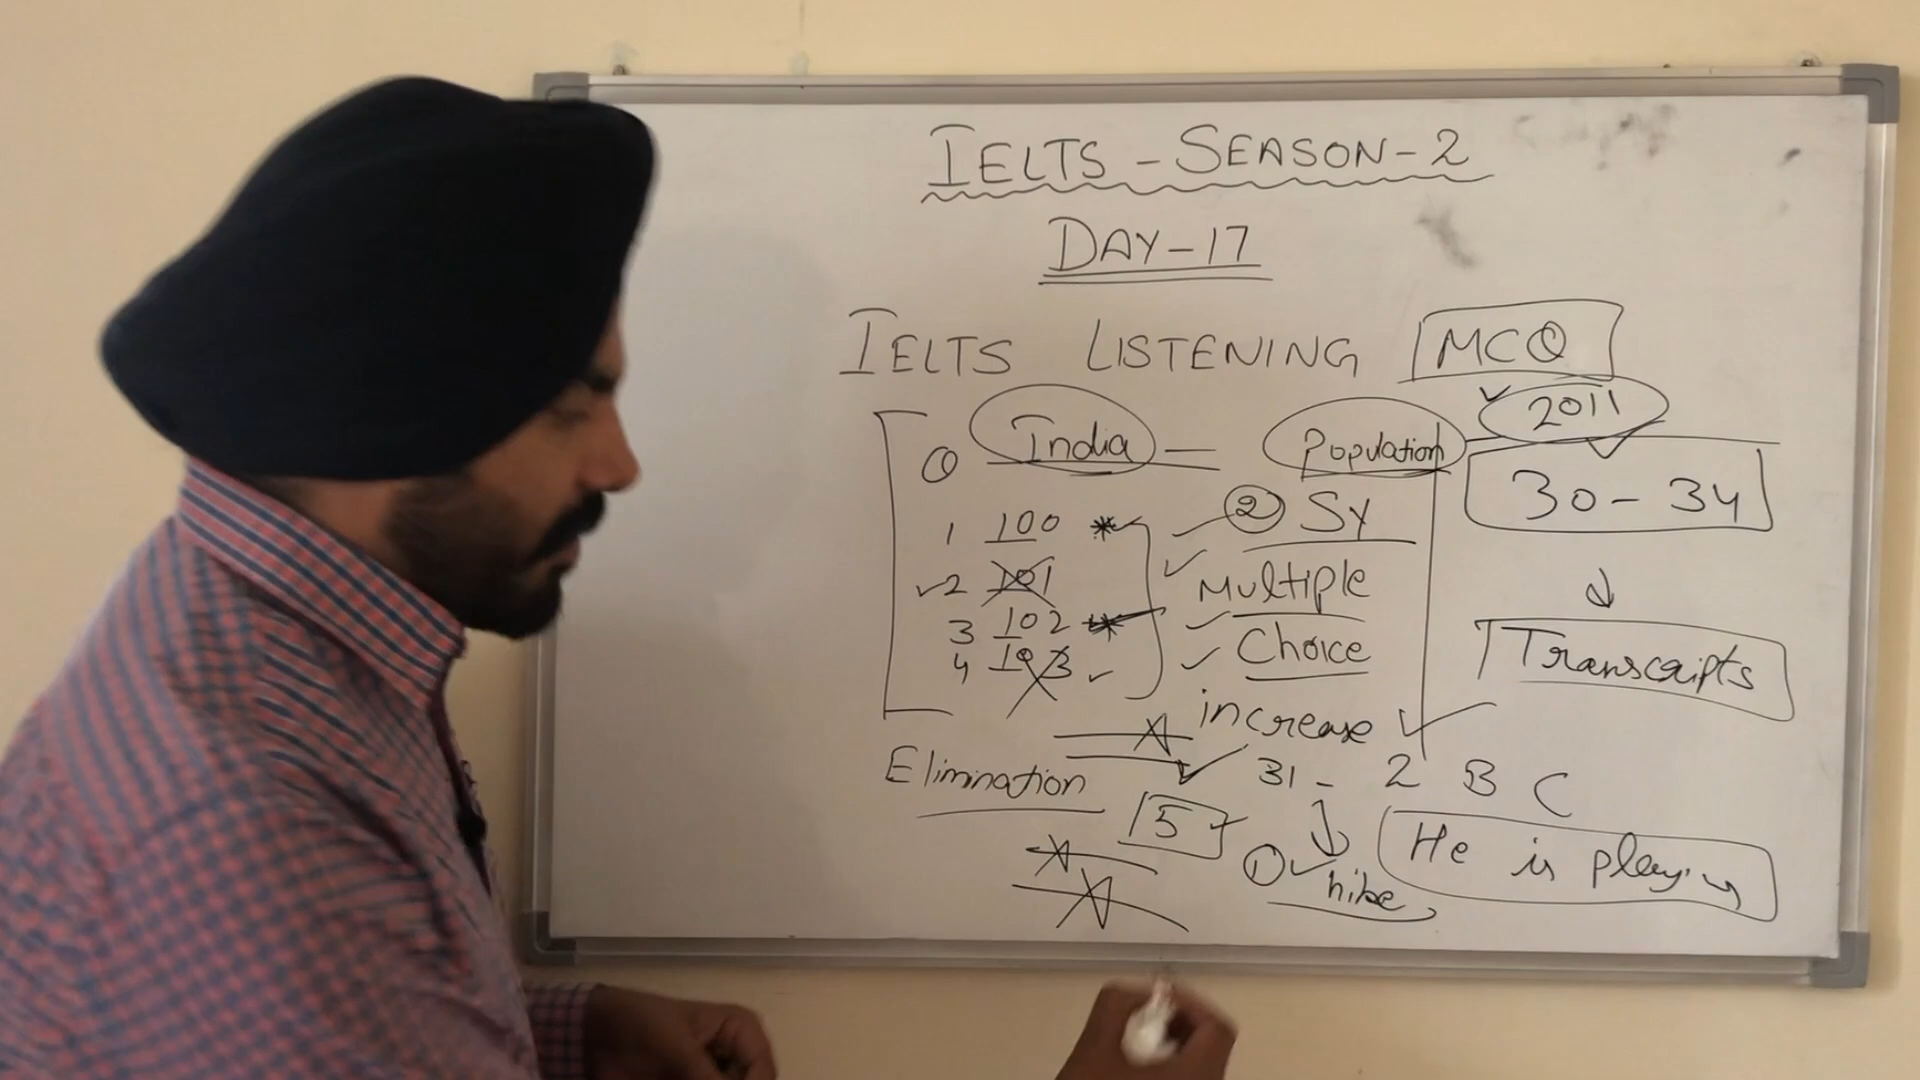 IELTS - SEASON - 2
DAY - 17
IELTS LISTENING MCQ
2011
Q India — Population
30 - 34
1 100
2 101
3 102
4 103
2 Sy
Multiple
Choice
Transcripts
increase
Elimination
31 - 2 B C
5
1 hike
He is playing